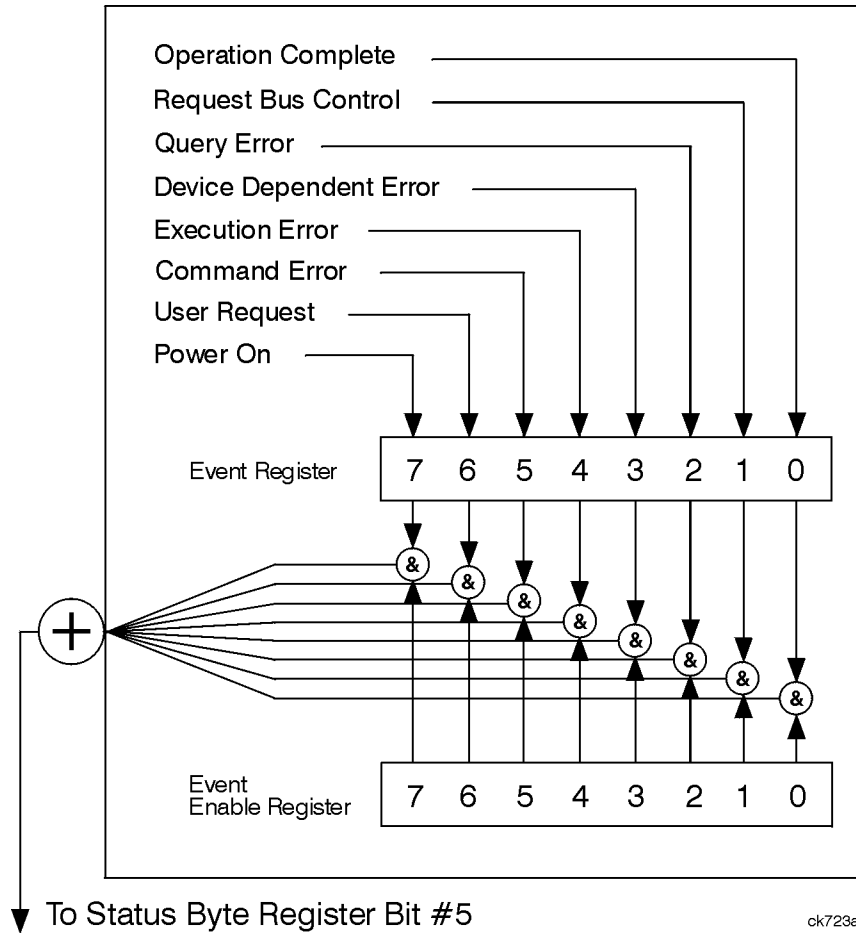 Operation Complete
Request Bus Control
Query Error
Device Dependent Error
Execution Error
Command Error
User Request
Power On
Event Register
7 6 5 4 3 2 1 0
&
&
&
&
&
&
&
&
+
Event
Enable Register
7 6 5 4 3 2 1 0
To Status Byte Register Bit #5
ck723a